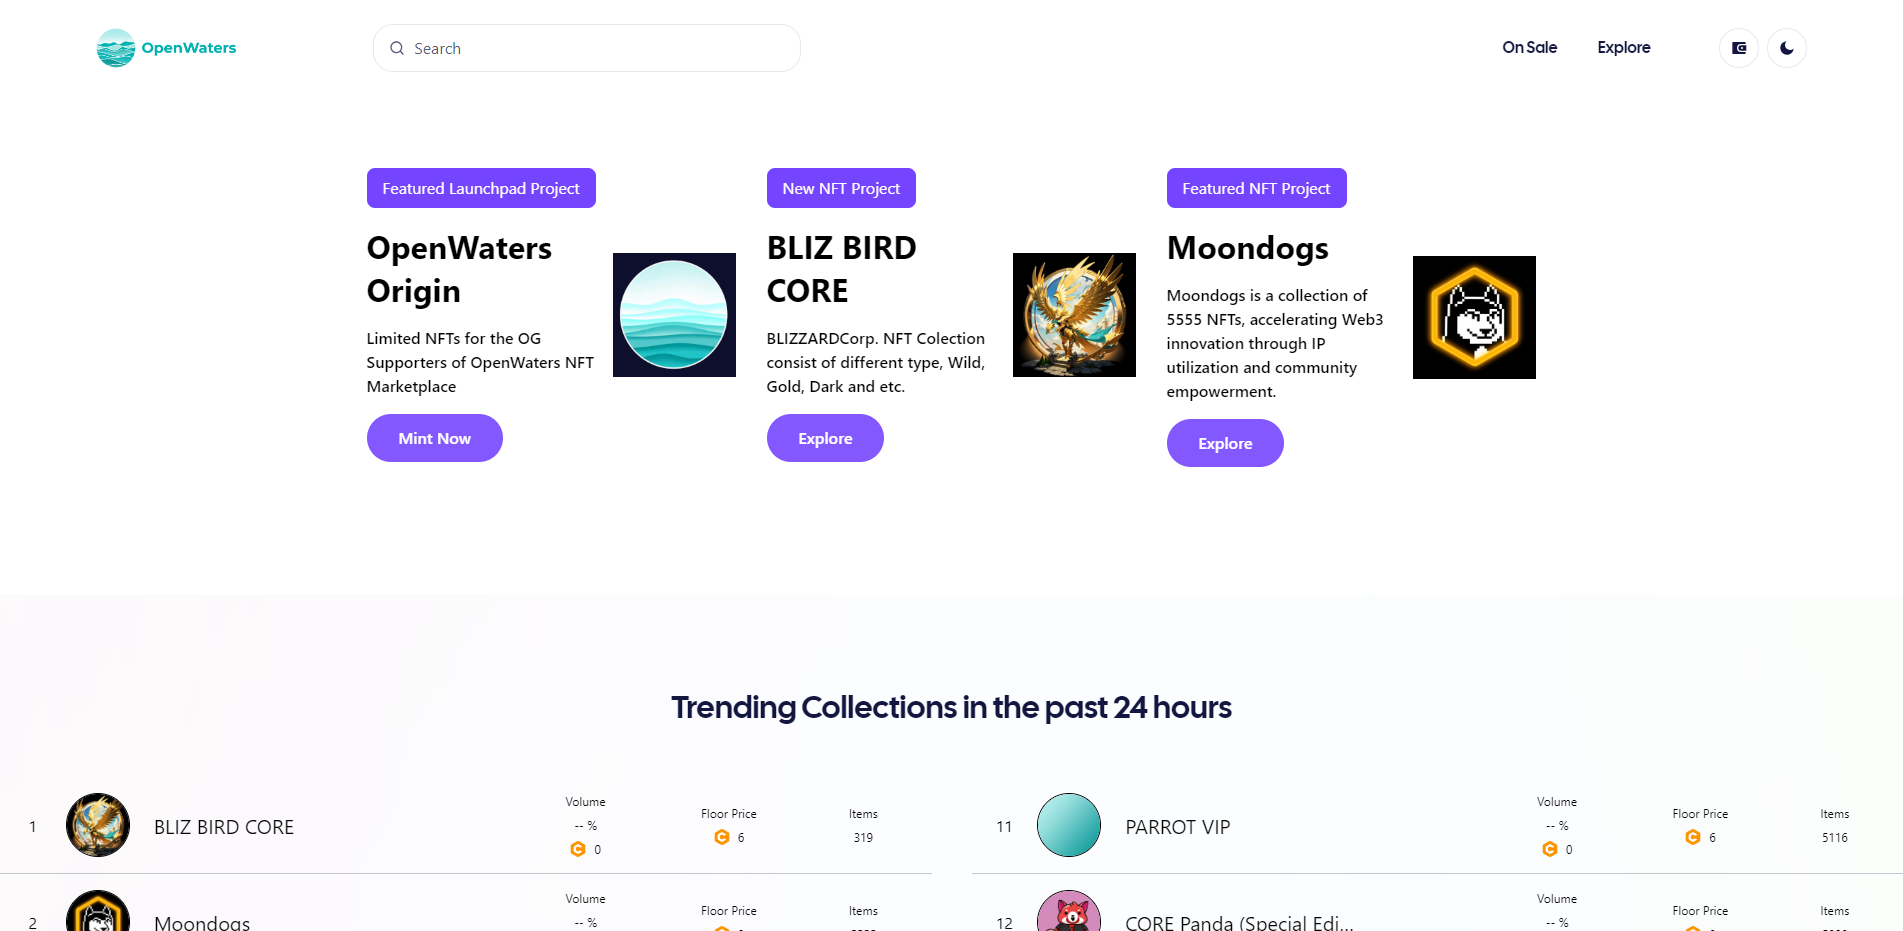 OpenWaters
Search
On Sale
Explore
Featured Launchpad Project
OpenWaters
Origin
Limited NFTs for the OG
Supporters of OpenWaters NFT
Marketplace
Mint Now
New NFT Project
BLIZ BIRD
CORE
BLIZZARDCorp. NFT Colection
consist of different type, Wild,
Gold, Dark and etc.
Explore
Featured NFT Project
Moondogs
Moondogs is a collection of
5555 NFTs, accelerating Web3
innovation through IP
utilization and community
empowerment.
Explore
Trending Collections in the past 24 hours
1
BLIZ BIRD CORE
Volume
-- %
0
Floor Price
6
Items
319
2
Moondogs
Volume
-- %
Floor Price
Items
11
PARROT VIP
Volume
-- %
0
Floor Price
6
Items
5116
12
CORE Panda (Special Edi...
Volume
-- %
Floor Price
Items